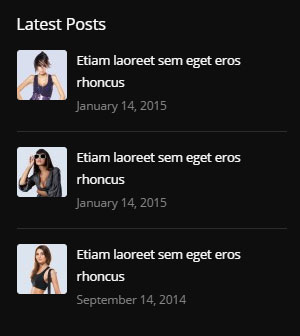 Latest Posts
Etiam laoreet sem eget eros
rhoncus
January 14, 2015
Etiam laoreet sem eget eros
rhoncus
January 14, 2015
Etiam laoreet sem eget eros
rhoncus
September 14, 2014